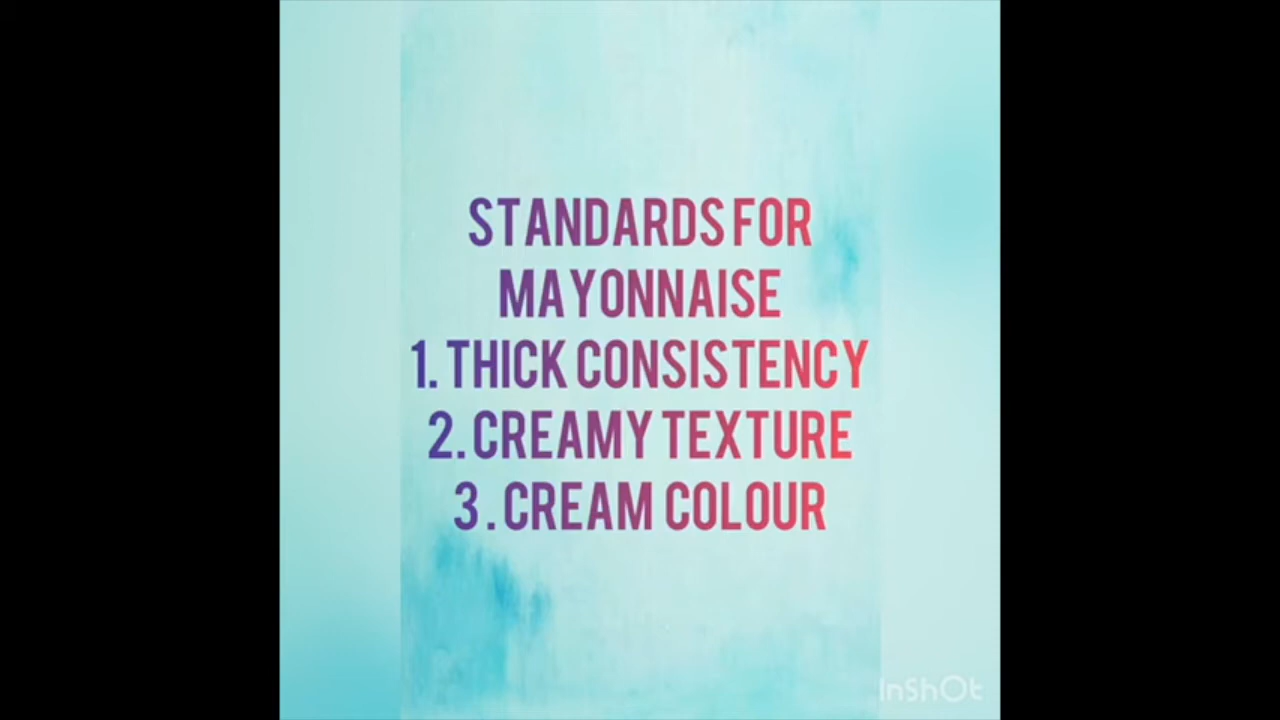 STANDARDS FOR
MAYONNAISE
1. THICK CONSISTENCY
2. CREAMY TEXTURE
3 . CREAM COLOUR
InShOt